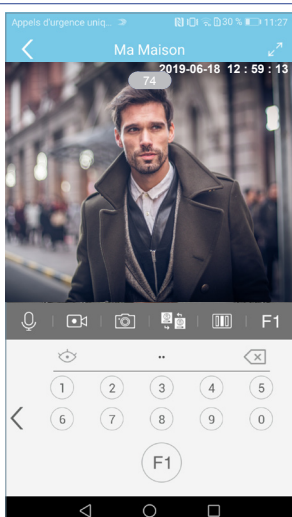 Appels d'urgence uniq... 30 % 11:27
Ma Maison
2019-06-18 12:59:13
74
F1
••
1 2 3 4 5
6 7 8 9 0
F1